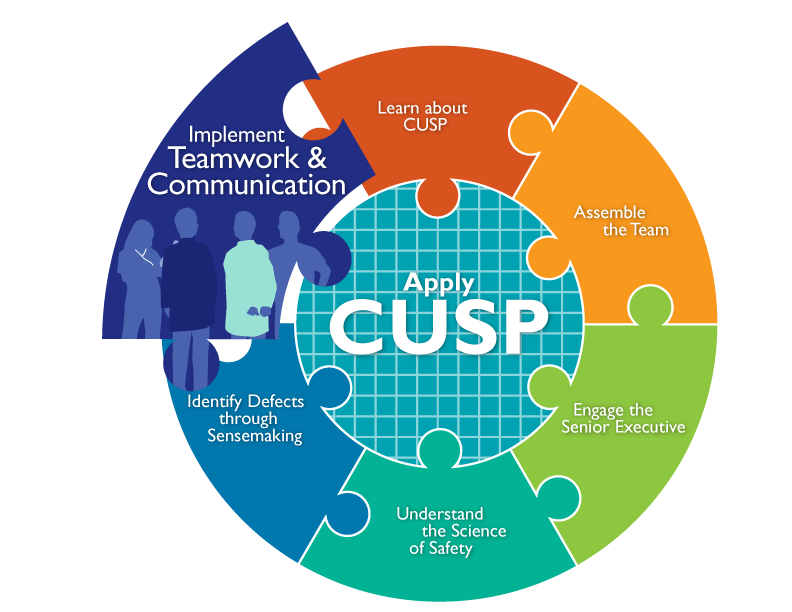 Implement
Teamwork &
Communication
Learn about
CUSP
Assemble
the Team
Apply
CUSP
Engage the
Senior Executive
Understand
the Science
of Safety
Identify Defects
through
Sensemaking